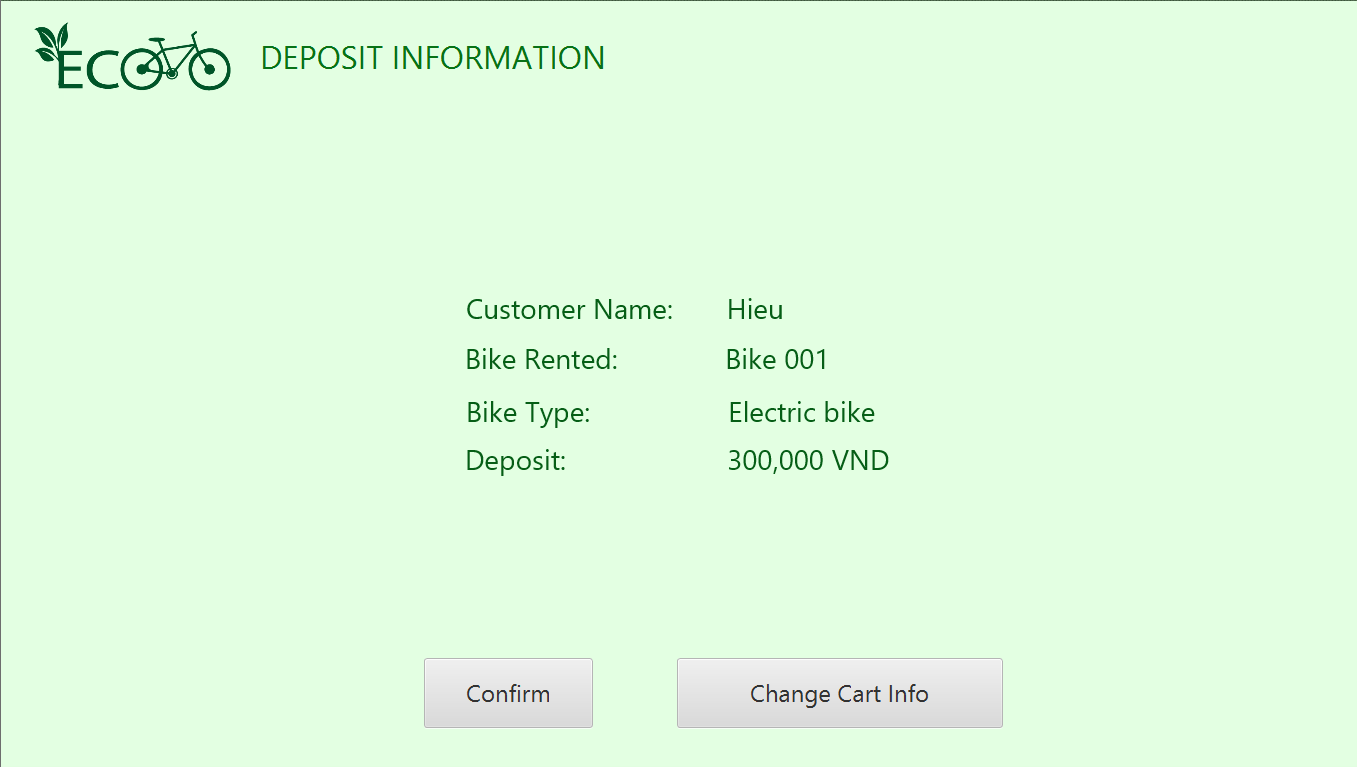 ECO
DEPOSIT INFORMATION
Customer Name: Hieu
Bike Rented: Bike 001
Bike Type: Electric bike
Deposit: 300,000 VND
Confirm Change Cart Info